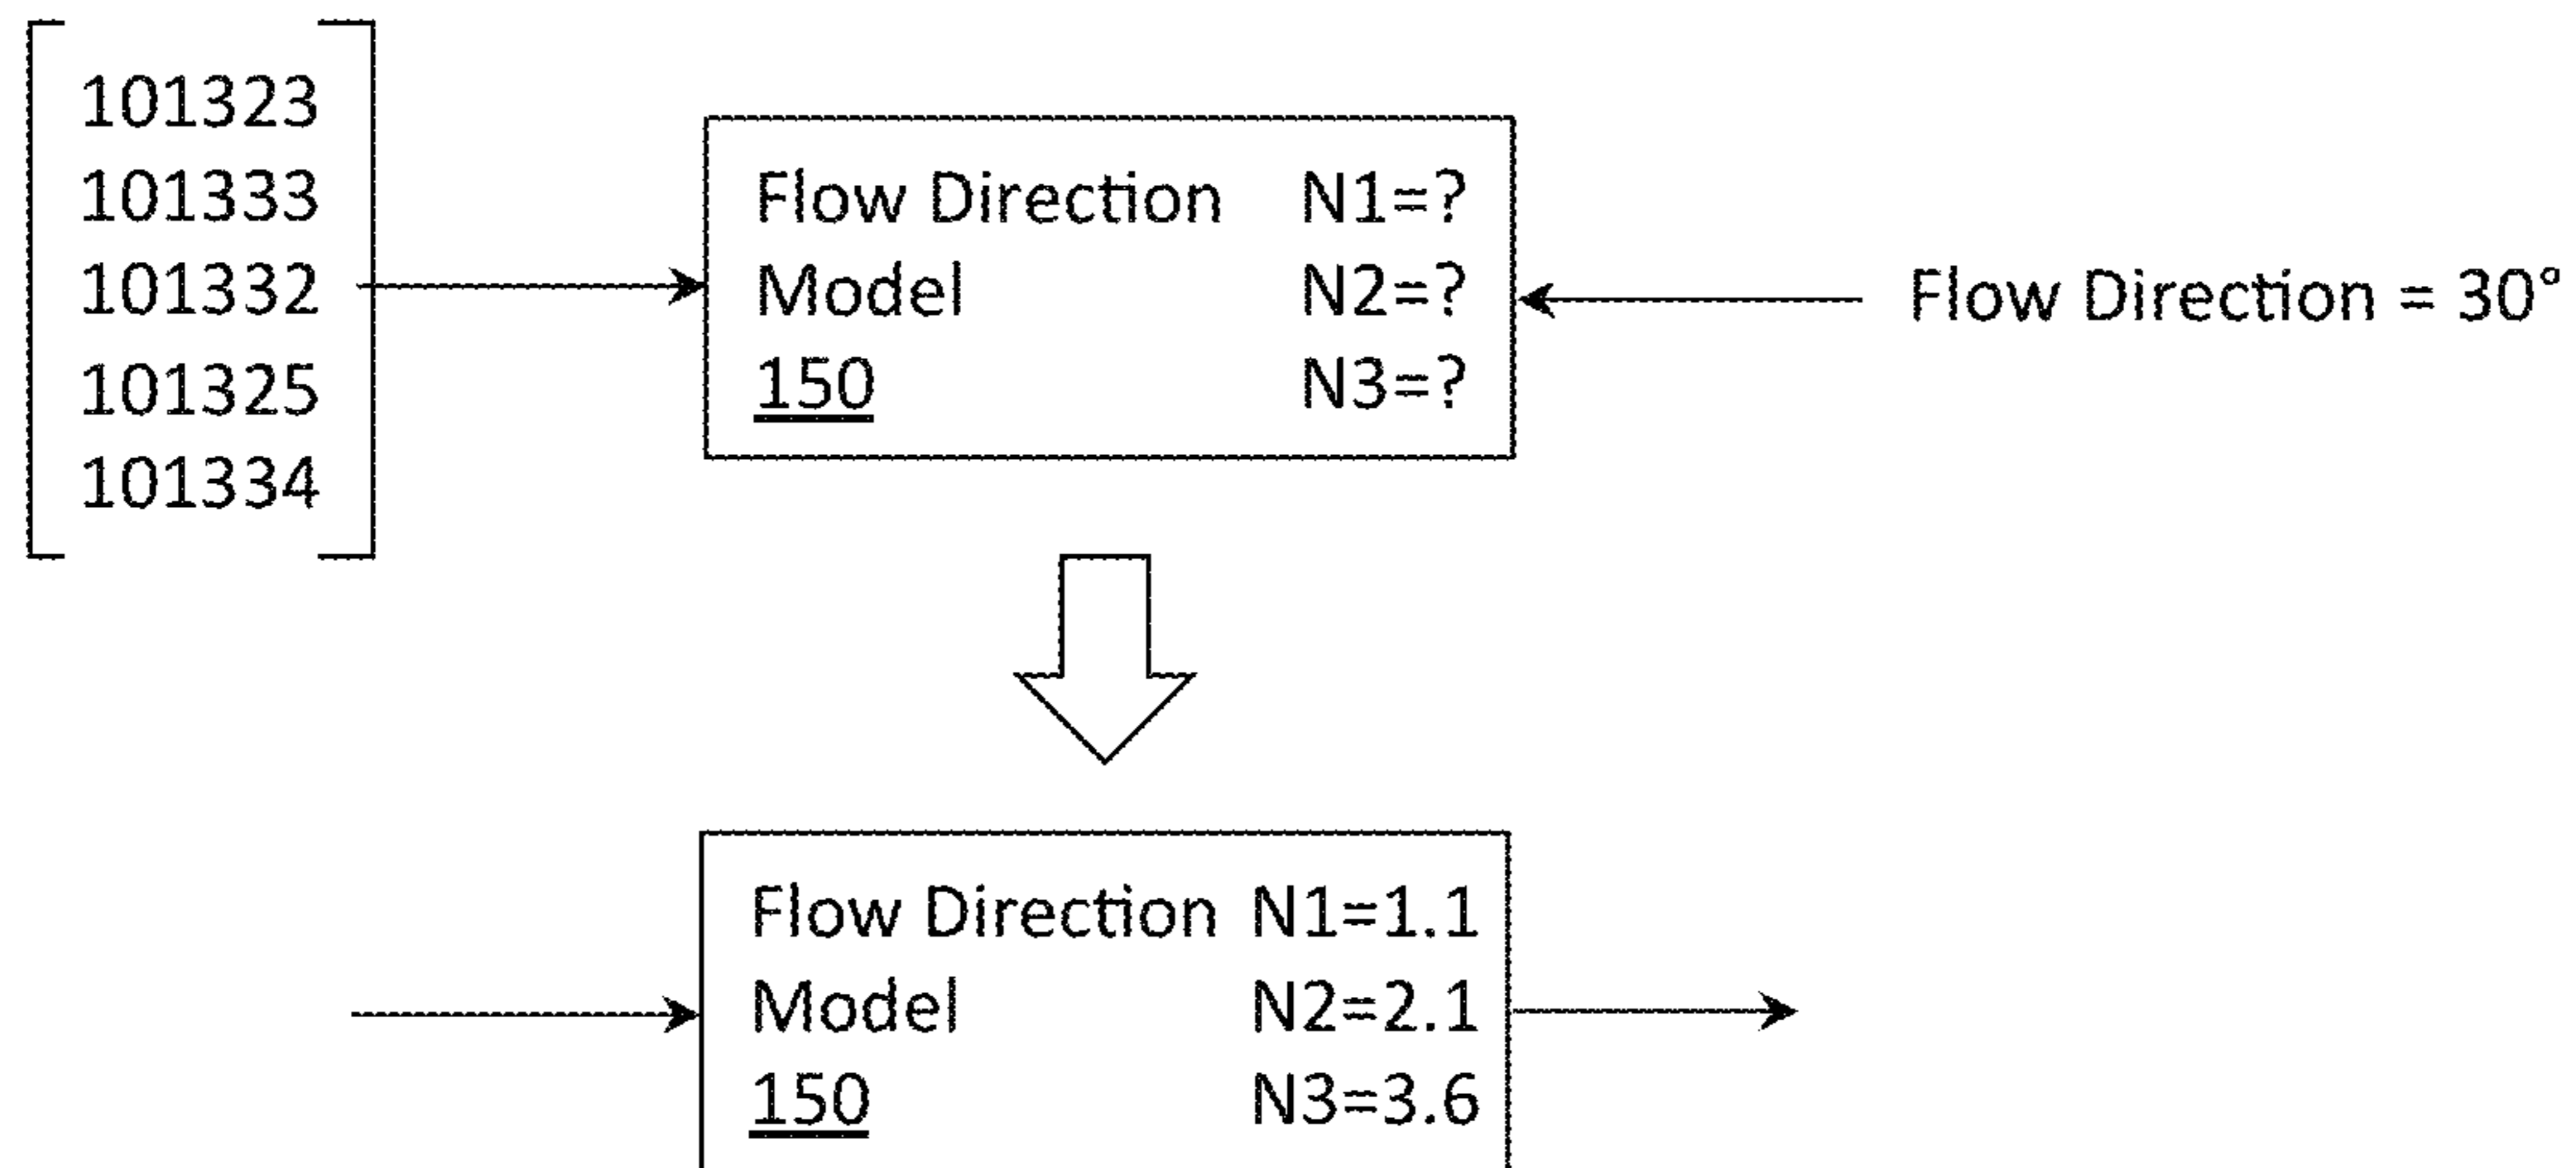 101323
101333
101332
101325
101334
Flow Direction N1=?
Model N2=?
150 N3=?
Flow Direction = 30°
Flow Direction N1=1.1
Model N2=2.1
150 N3=3.6